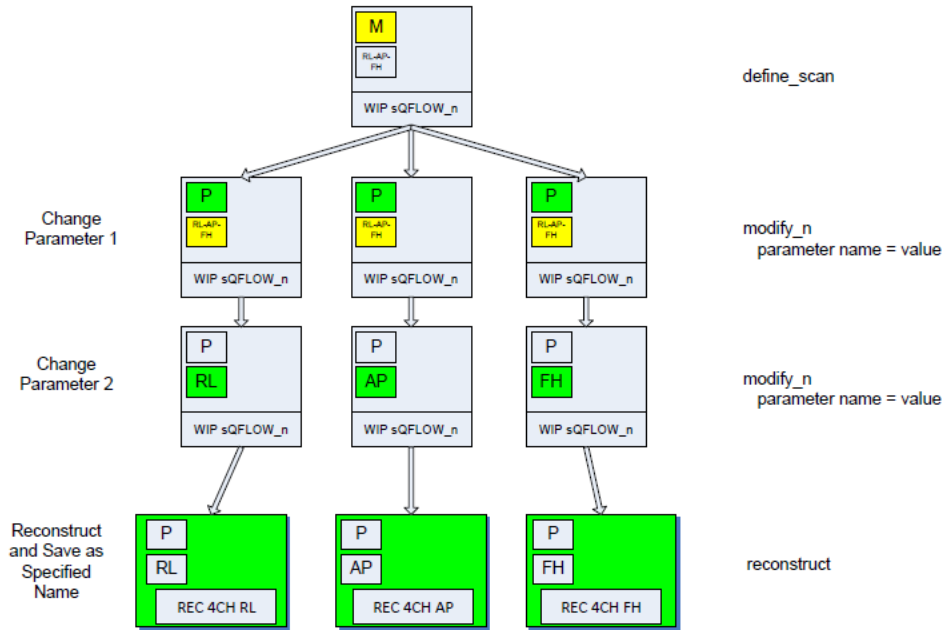 M
RL-AP-
FH
WIP sQFLOW_n
define_scan
Change
Parameter 1
P
RL-AP-
FH
WIP sQFLOW_n
P
RL-AP-
FH
WIP sQFLOW_n
P
RL-AP-
FH
WIP sQFLOW_n
modify_n
parameter name = value
Change
Parameter 2
P
RL
WIP sQFLOW_n
P
AP
WIP sQFLOW_n
P
FH
WIP sQFLOW_n
modify_n
parameter name = value
Reconstruct
and Save as
Specified
Name
P
RL
REC 4CH RL
P
AP
REC 4CH AP
P
FH
REC 4CH FH
reconstruct